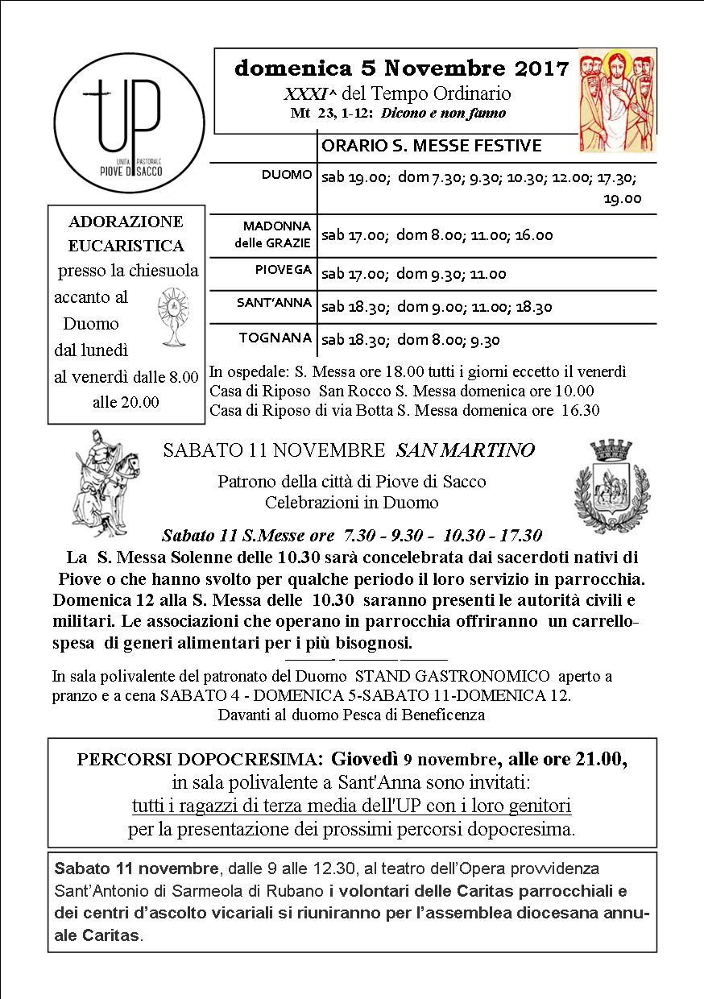 UP
UNITÀ PASTORALE
PIOVE DI SACCO
domenica 5 Novembre 2017
XXXI^ del Tempo Ordinario
Mt 23, 1-12: Dicono e non fanno
ORARIO S. MESSE FESTIVE
DUOMO sab 19.00; dom 7.30; 9.30; 10.30; 12.00; 17.30;
19.00
MADONNA
delle GRAZIE sab 17.00; dom 8.00; 11.00; 16.00
PIOVEGA sab 17.00; dom 9.30; 11.00
SANT'ANNA sab 18.30; dom 9.00; 11.00; 18.30
TOGNANA sab 18.30; dom 8.00; 9.30
ADORAZIONE
EUCARISTICA
presso la chiesuola
accanto al
Duomo
dal lunedì
al venerdì dalle 8.00
alle 20.00
In ospedale: S. Messa ore 18.00 tutti i giorni eccetto il venerdì
Casa di Riposo San Rocco S. Messa domenica ore 10.00
Casa di Riposo di via Botta S. Messa domenica ore 16.30
SABATO 11 NOVEMBRE SAN MARTINO
Patrono della città di Piove di Sacco
Celebrazioni in Duomo
Sabato 11 S.Messe ore 7.30 - 9.30 - 10.30 - 17.30
La S. Messa Solenne delle 10.30 sarà concelebrata dai sacerdoti nativi di
Piove o che hanno svolto per qualche periodo il loro servizio in parrocchia.
Domenica 12 alla S. Messa delle 10.30 saranno presenti le autorità civili e
militari. Le associazioni che operano in parrocchia offriranno un carrello-
spesa di generi alimentari per i più bisognosi.
In sala polivalente del patronato del Duomo STAND GASTRONOMICO aperto a
pranzo e a cena SABATO 4 - DOMENICA 5-SABATO 11-DOMENICA 12.
Davanti al duomo Pesca di Beneficenza
PERCORSI DOPOCRESIMA: Giovedì 9 novembre, alle ore 21.00,
in sala polivalente a Sant'Anna sono invitati:
tutti i ragazzi di terza media dell'UP con i loro genitori
per la presentazione dei prossimi percorsi dopocresima.
Sabato 11 novembre, dalle 9 alle 12.30, al teatro dell'Opera provvidenza
Sant'Antonio di Sarmeola di Rubano i volontari delle Caritas parrocchiali e
dei centri d'ascolto vicariali si riuniranno per l'assemblea diocesana annu-
ale Caritas.